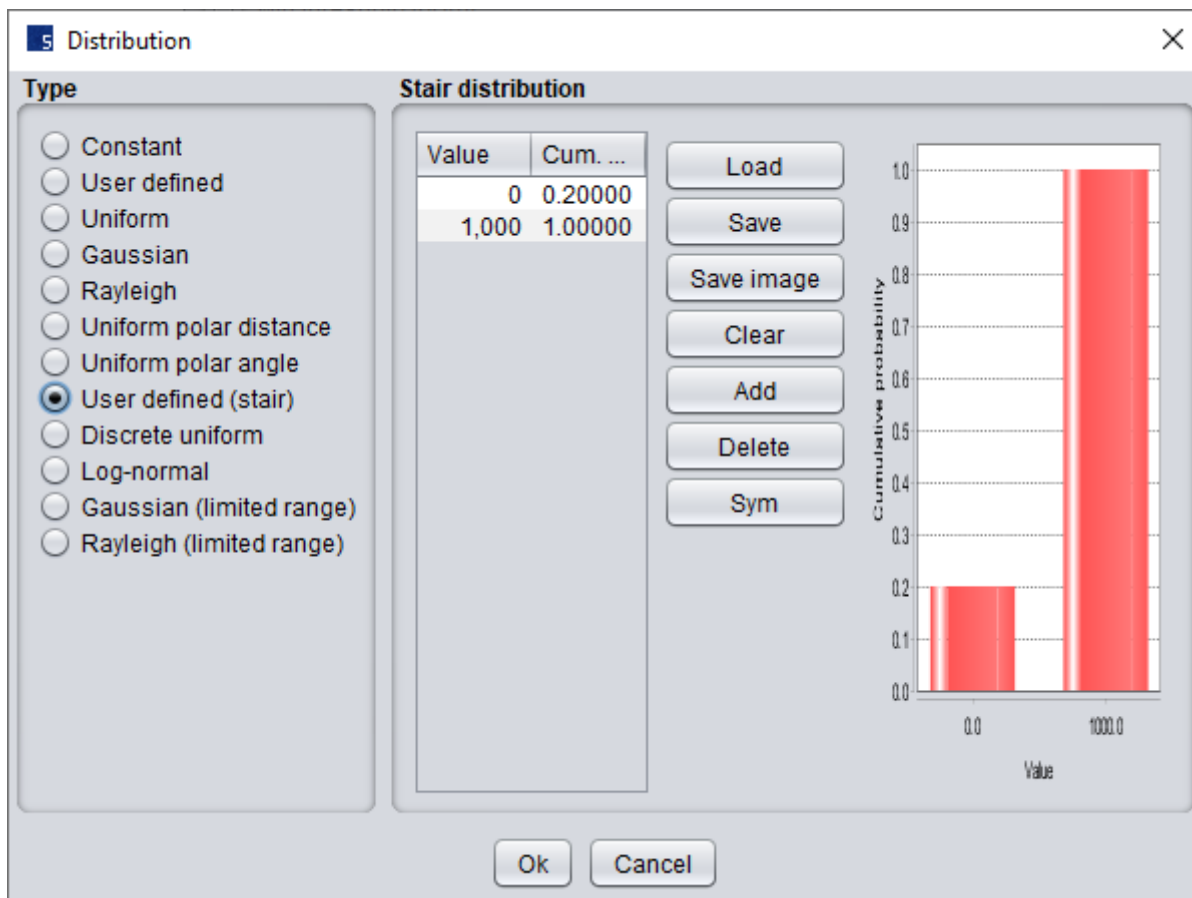 S Distribution
Type
Constant
User defined
Uniform
Gaussian
Rayleigh
Uniform polar distance
Uniform polar angle
User defined (stair)
Discrete uniform
Log-normal
Gaussian (limited range)
Rayleigh (limited range)
Stair distribution
Value Cum. ...
0 0.20000
1,000 1.00000
Load
Save
Save image
Clear
Add
Delete
Sym
Cumulative probability
1.0
0.9
0.8
0.7
0.6
0.5
0.4
0.3
0.2
0.1
0.0
0.0 1000.0
Value
Ok Cancel